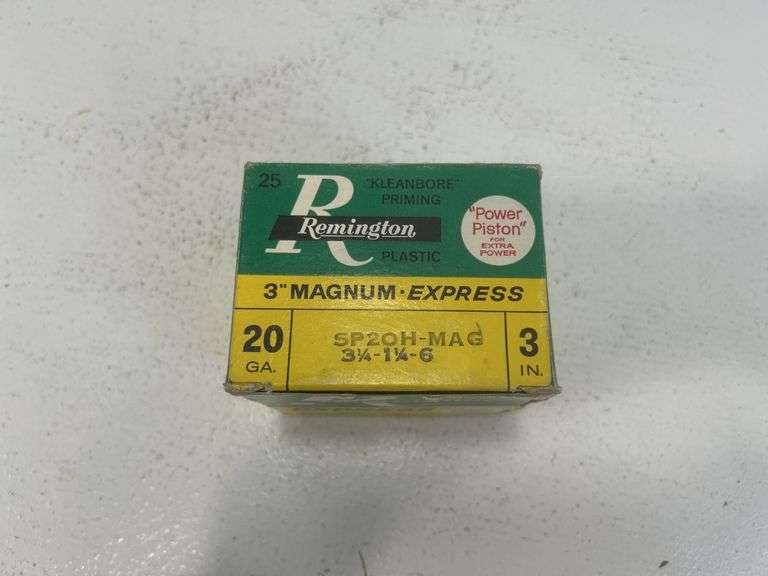 25
"KLEANBORE"
PRIMING
R
Remington
PLASTIC
"Power
Piston"
FOR
EXTRA
POWER
3" MAGNUM · EXPRESS
20
GA.
SP20H-MAG
3¼-1¼-6
3
IN.